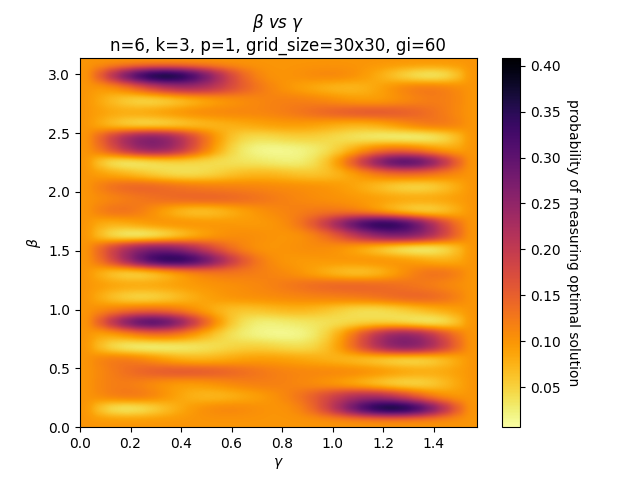 β vs γ
n=6, k=3, p=1, grid_size=30x30, gi=60
3.0
2.5
2.0
1.5
1.0
0.5
0.0
β
0.0 0.2 0.4 0.6 0.8 1.0 1.2 1.4
γ
0.40
0.35
0.30
0.25
0.20
0.15
0.10
0.05
probability of measuring optimal solution